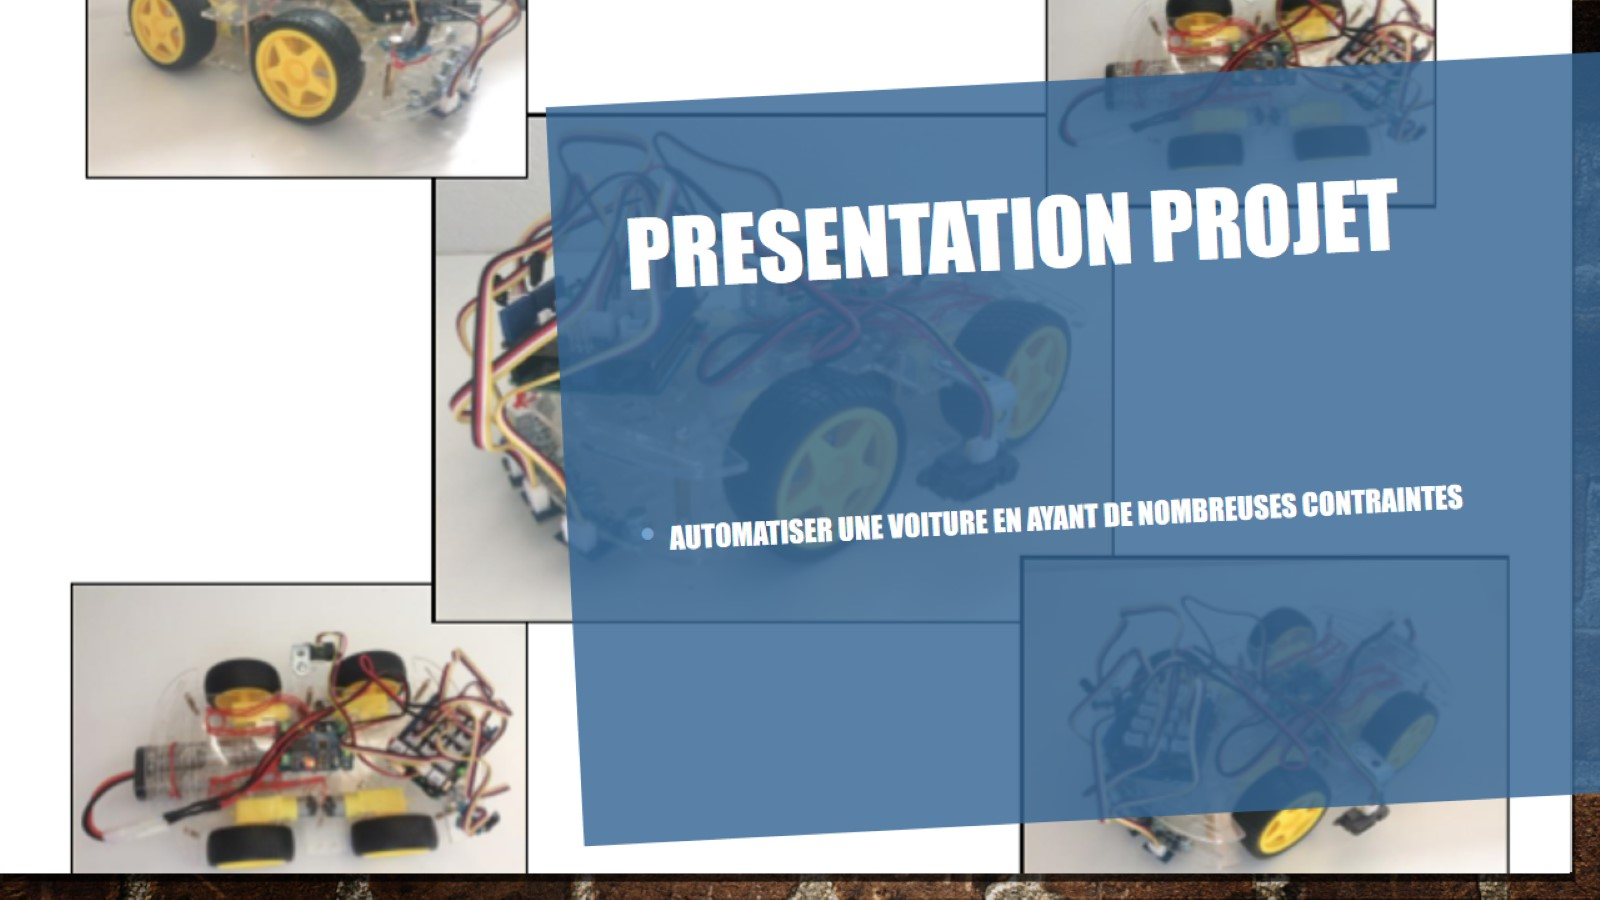 PRESENTATION PROJET
AUTOMATISER UNE VOITURE EN AYANT DE NOMBREUSES CONTRAINTES